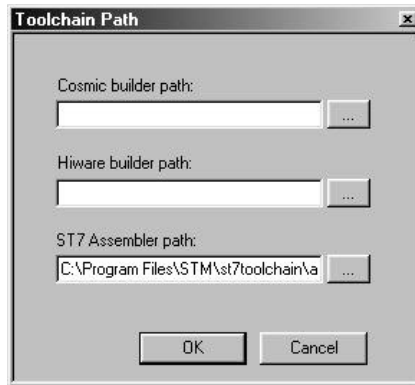 Toolchain Path
Cosmic builder path:
...
Hiware builder path:
...
ST7 Assembler path:
C:\Program Files\STM\st7toolchain\a
...
OK
Cancel